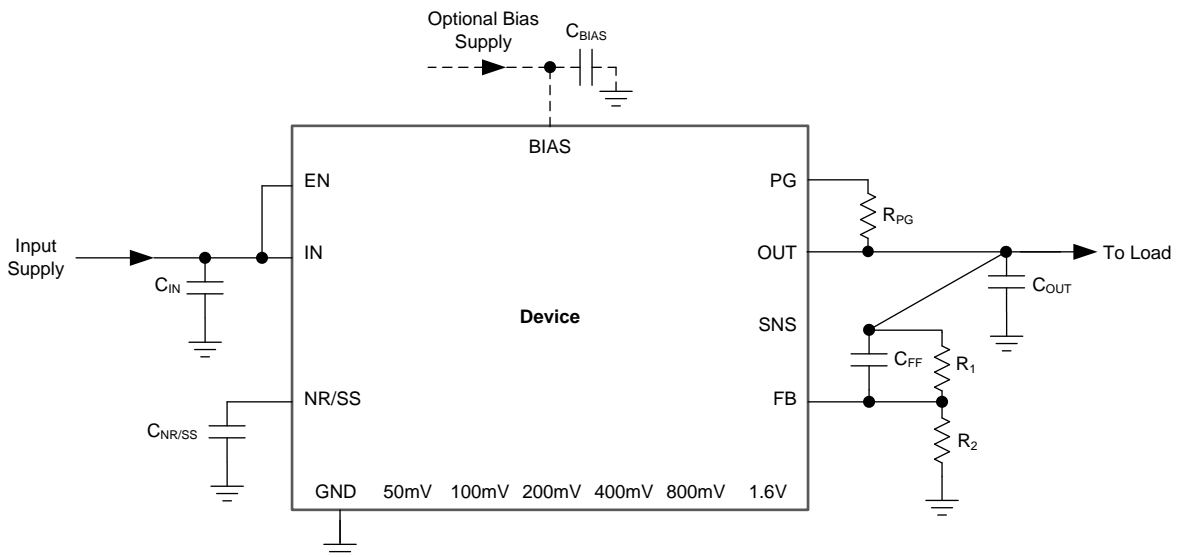 Optional Bias
Supply
CBIAS
BIAS
EN
PG
RPG
Input
Supply
IN
OUT
To Load
CIN
COUT
Device
SNS
CFF
R1
NR/SS
FB
CNR/SS
R2
GND 50mV 100mV 200mV 400mV 800mV 1.6V